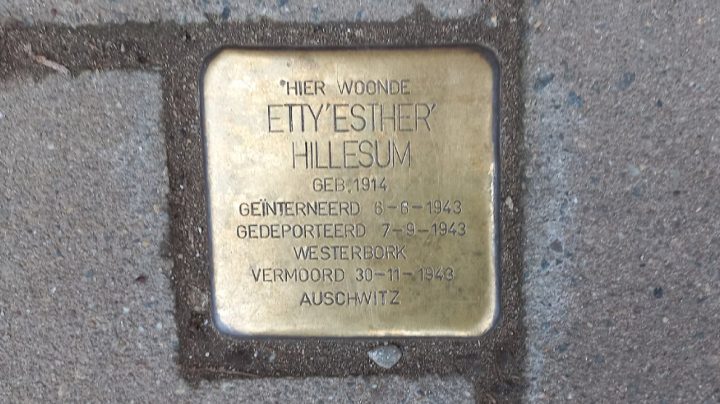 HIER WOONDE
ETTY 'ESTHER'
HILLESUM
GEB. 1914
GEÏNTERNEERD 6-6-1943
GEDEPORTEERD 7-9-1943
WESTERBORK
VERMOORD 30-11-1943
AUSCHWITZ